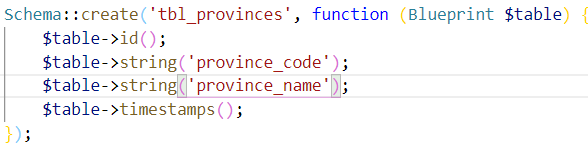 Schema::create('tbl_provinces', function (Blueprint $table) {
    $table->id();
    $table->string('province_code');
    $table->string('province_name');
    $table->timestamps();
});